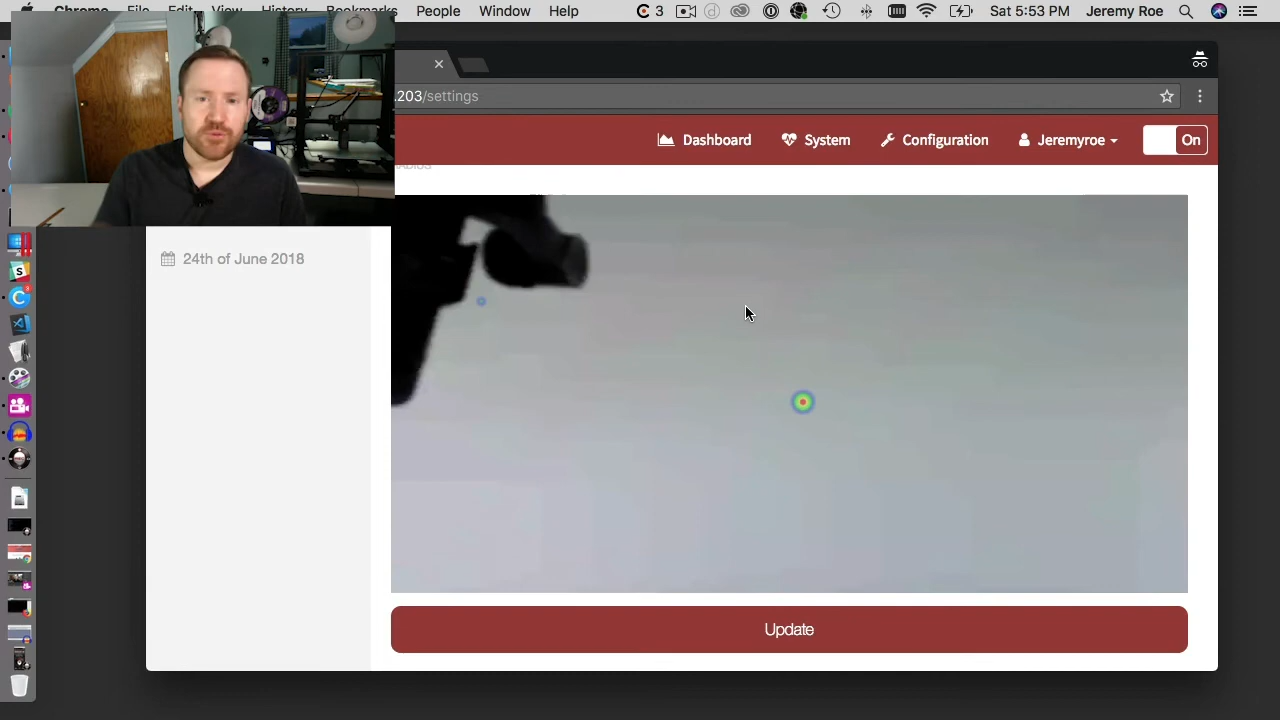 Chrome File Edit View History Bookmarks People Window Help 3 Sat 5:53 PM Jeremy Roe
.203/settings
Dashboard System Configuration Jeremyroe On
24th of June 2018
Update